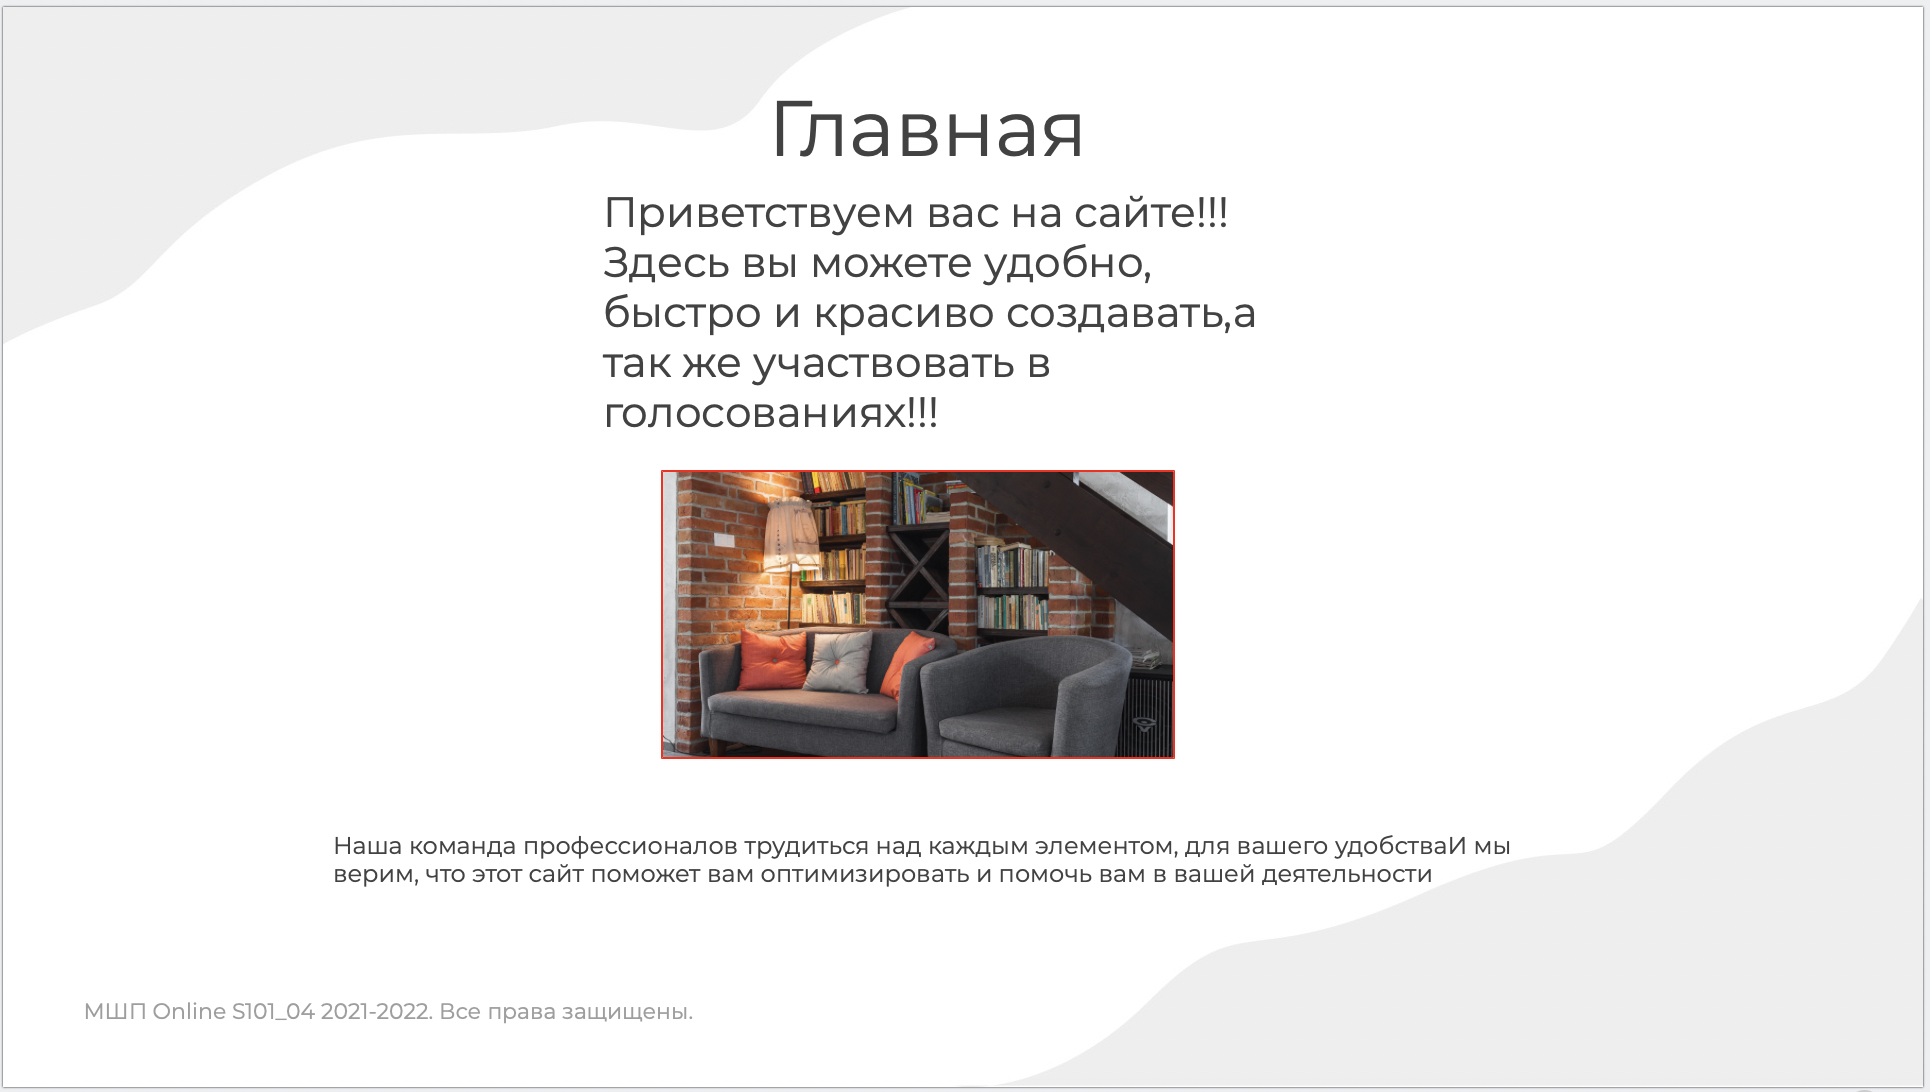 Главная
Приветствуем вас на сайте!!!
Здесь вы можете удобно,
быстро и красиво создавать,а
так же участвовать в
голосованиях!!!
Наша команда профессионалов трудиться над каждым элементом, для вашего удобстваИ мы
верим, что этот сайт поможет вам оптимизировать и помочь вам в вашей деятельности
МШП Online S101_04 2021-2022. Все права защищены.